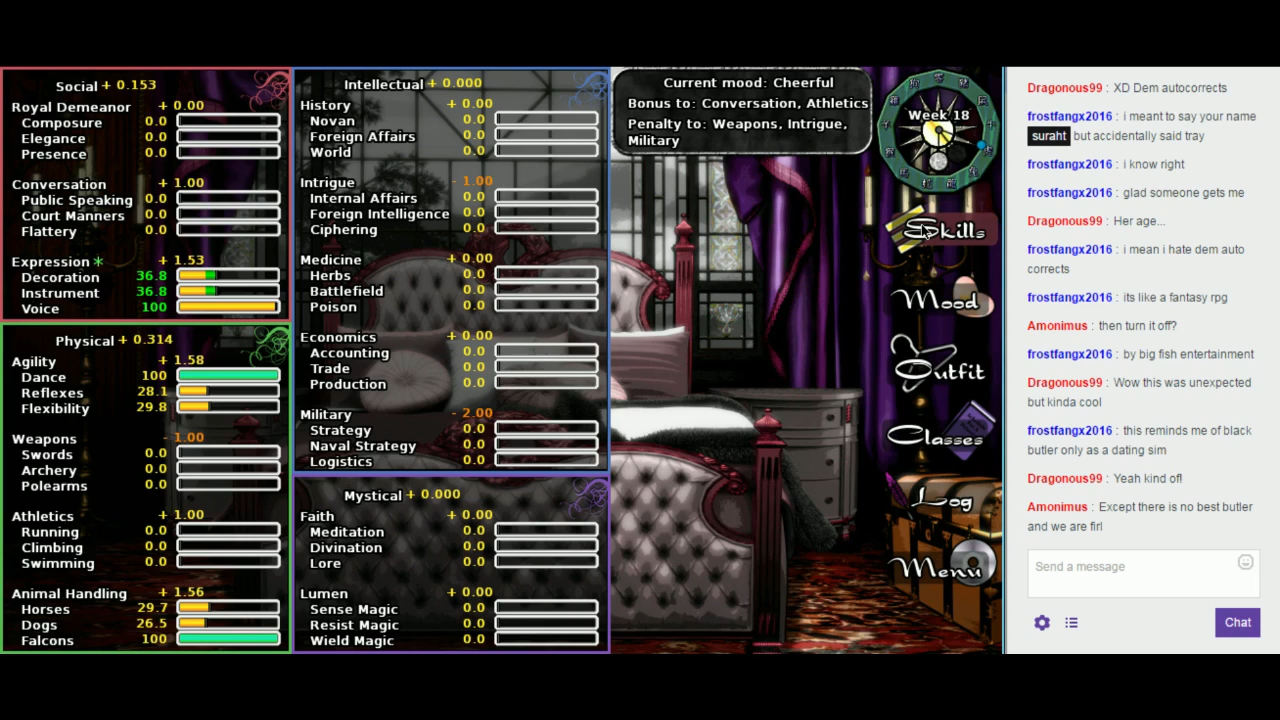 Social + 0.153
Royal Demeanor + 0.00
Composure 0.0
Elegance 0.0
Presence 0.0
Conversation + 1.00
Public Speaking 0.0
Court Manners 0.0
Flattery 0.0
Expression * + 1.53
Decoration 36.8
Instrument 36.8
Voice 100
Physical + 0.314
Agility + 1.58
Dance 100
Reflexes 28.1
Flexibility 29.8
Weapons - 1.00
Swords 0.0
Archery 0.0
Polearms 0.0
Athletics + 1.00
Running 0.0
Climbing 0.0
Swimming 0.0
Animal Handling + 1.56
Horses 29.7
Dogs 26.5
Falcons 100
Intellectual + 0.000
History + 0.00
Novan 0.0
Foreign Affairs 0.0
World 0.0
Intrigue - 1.00
Internal Affairs 0.0
Foreign Intelligence 0.0
Ciphering 0.0
Medicine + 0.00
Herbs 0.0
Battlefield 0.0
Poison 0.0
Economics + 0.00
Accounting 0.0
Trade 0.0
Production 0.0
Military - 2.00
Strategy 0.0
Naval Strategy 0.0
Logistics 0.0
Mystical + 0.000
Faith + 0.00
Meditation 0.0
Divination 0.0
Lore 0.0
Lumen + 0.00
Sense Magic 0.0
Resist Magic 0.0
Wield Magic 0.0
Current mood: Cheerful
Bonus to: Conversation, Athletics
Penalty to: Weapons, Intrigue,
Military
Week 18
Skills
Mood
Outfit
Classes
Log
Menu
Dragonous99 : XD Dem autocorrects
frostfangx2016 : i meant to say your name
suraht but accidentally said tray
frostfangx2016 : i know right
frostfangx2016 : glad someone gets me
Dragonous99 : Her age...
frostfangx2016 : i mean i hate dem auto
corrects
frostfangx2016 : its like a fantasy rpg
Amonimus : then turn it off?
frostfangx2016 : by big fish entertainment
Dragonous99 : Wow this was unexpected
but kinda cool
frostfangx2016 : this reminds me of black
butler only as a dating sim
Dragonous99 : Yeah kind of!
Amonimus : Except there is no best butler
and we are firl
Send a message
Chat